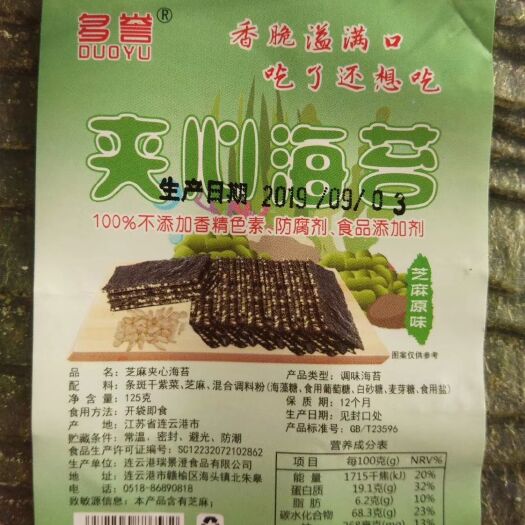 多誉®
DUOYU
香脆溢满口
吃了还想吃
夹心海苔
生产日期 2019/09/03
100%不添加香精色素、防腐剂、食品添加剂
芝麻原味
图案仅供参考
品 名：芝麻夹心海苔
配 料：条斑干紫菜、芝麻、混合调料粉(海藻糖、食用葡萄糖、白砂糖、麦芽糖、食用盐)
净 含 量：125克
食用方法：开袋即食
产 地：江苏省连云港市
贮藏条件：常温、密封、避光、防潮
食品生产许可证编号：SC12232072102862
生产单位：连云港瑞景澄食品有限公司
地 址：连云港市赣榆区海头镇北朱皋
电 话：0518-86890818
致敏源信息：本产品含有芝麻；
产品类型：调味海苔
保 质 期：12个月
生产日期：见封口处
产品标准号：GB/T23596
营养成分表
项目 每100克(g) NRV%
能 量 1715千焦(kJ) 20%
蛋白质 19.1克(g) 32%
脂 肪 6.2克(g) 10%
碳水化合物 68.3克(g) 23%